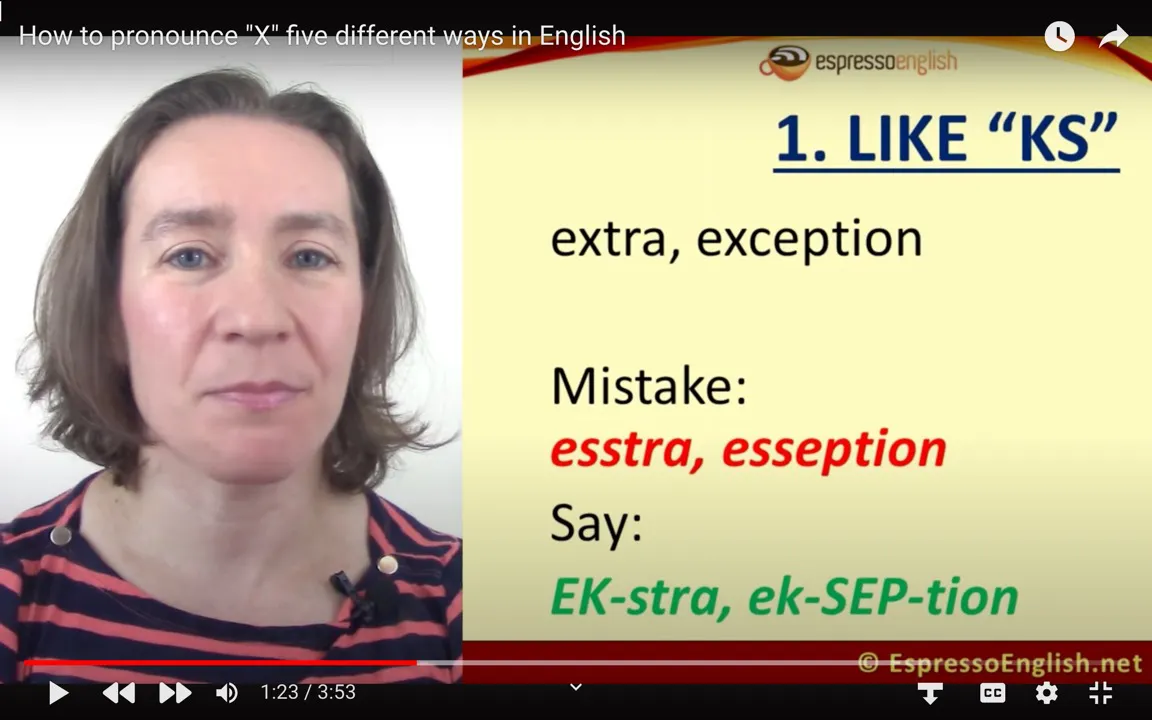 How to pronounce "X" five different ways in English
espressoenglish
1. LIKE “KS”
extra, exception
Mistake:
esstra, esseption
Say:
EK-stra, ek-SEP-tion
© EspressoEnglish.net
1:23 / 3:53
CC